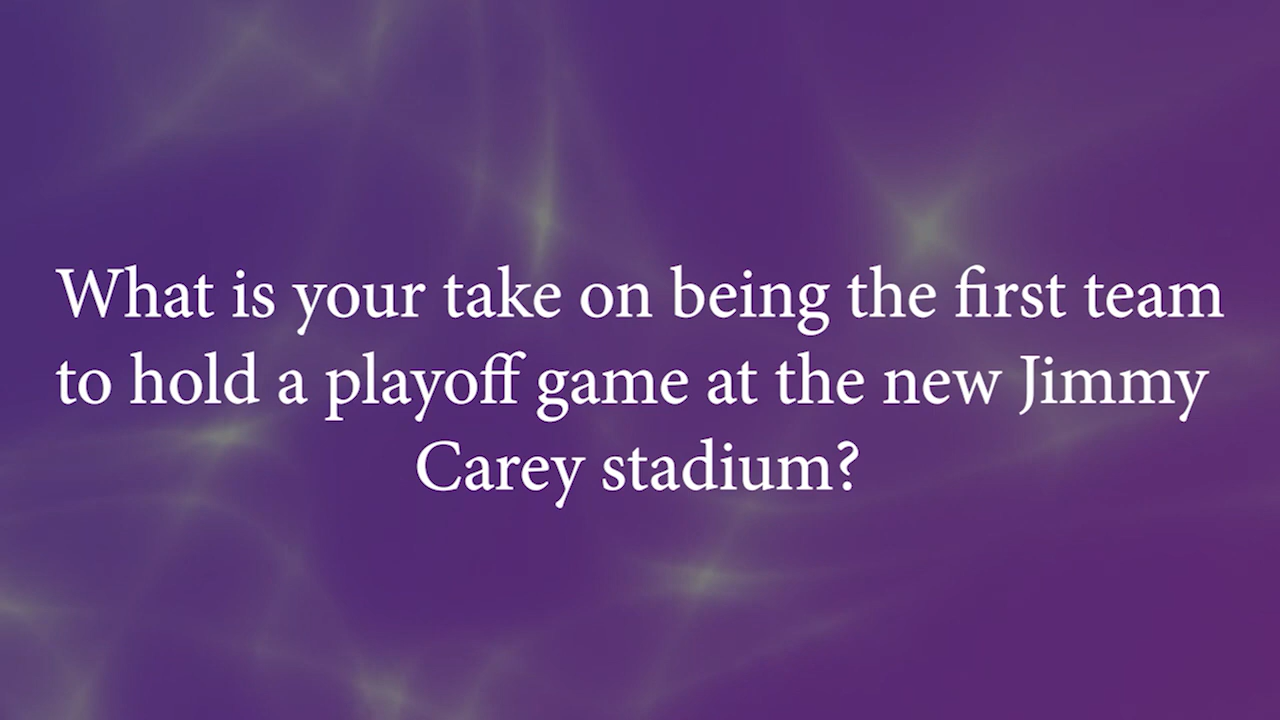 What is your take on being the first team
to hold a playoff game at the new Jimmy
Carey stadium?